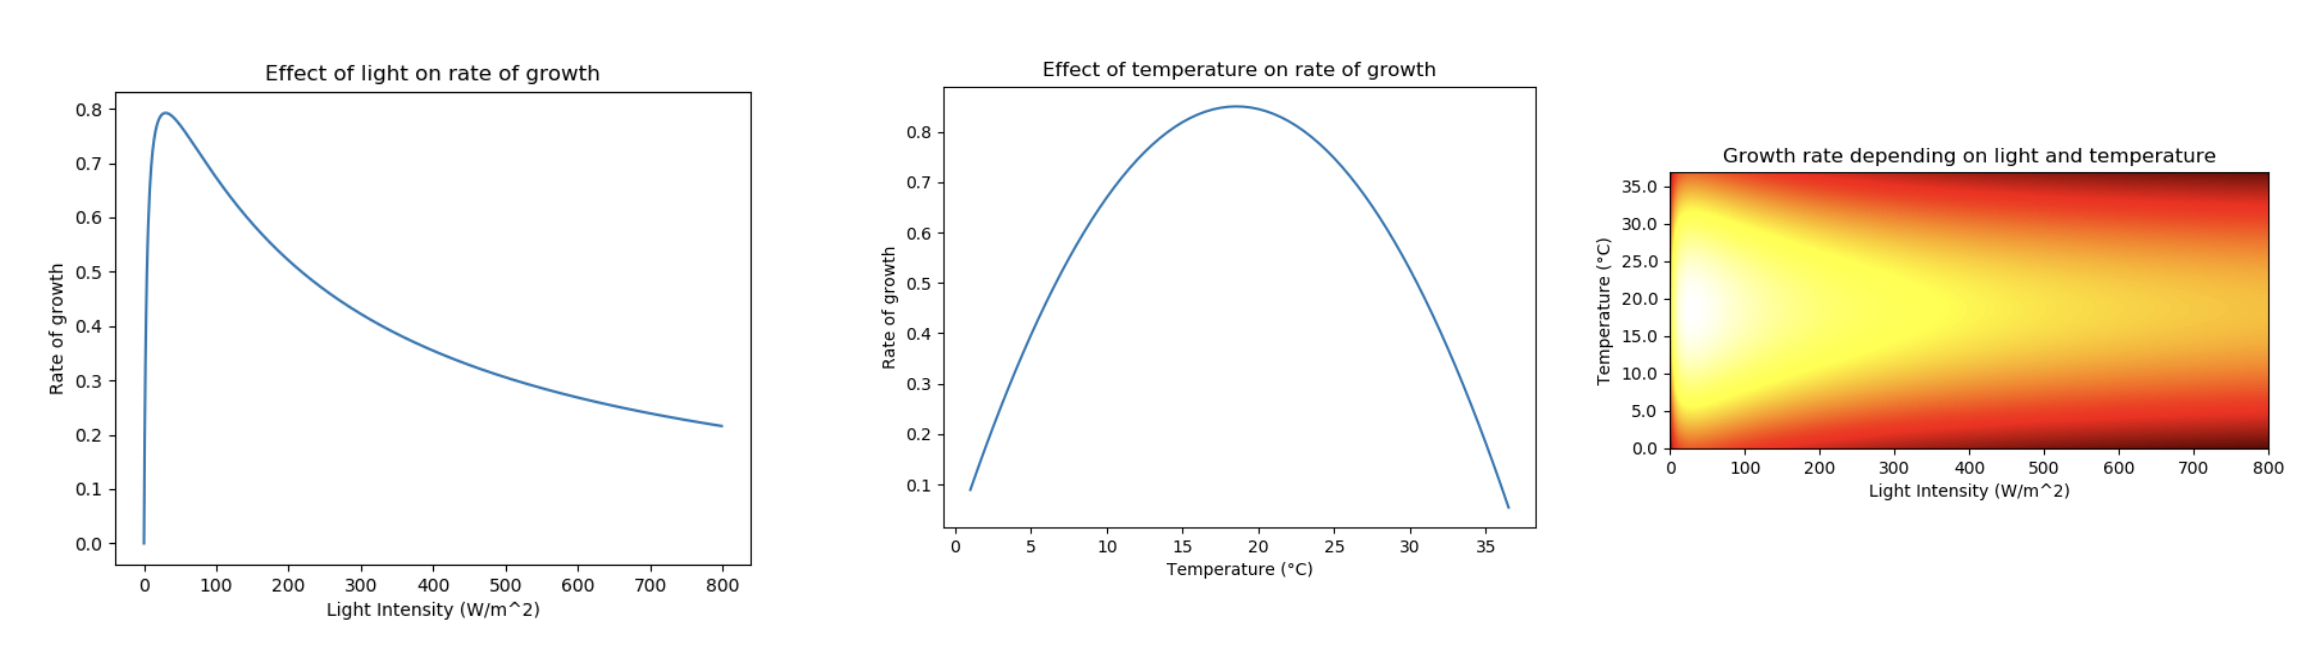 Effect of light on rate of growth
0.8
0.7
0.6
0.5
0.4
0.3
0.2
0.1
0.0
Rate of growth
0 100 200 300 400 500 600 700 800
Light Intensity (W/m^2)
Effect of temperature on rate of growth
0.8
0.7
0.6
0.5
0.4
0.3
0.2
0.1
Rate of growth
0 5 10 15 20 25 30 35
Temperature (°C)
Growth rate depending on light and temperature
35.0
30.0
25.0
20.0
15.0
10.0
5.0
0.0
Temperature (°C)
0 100 200 300 400 500 600 700 800
Light Intensity (W/m^2)